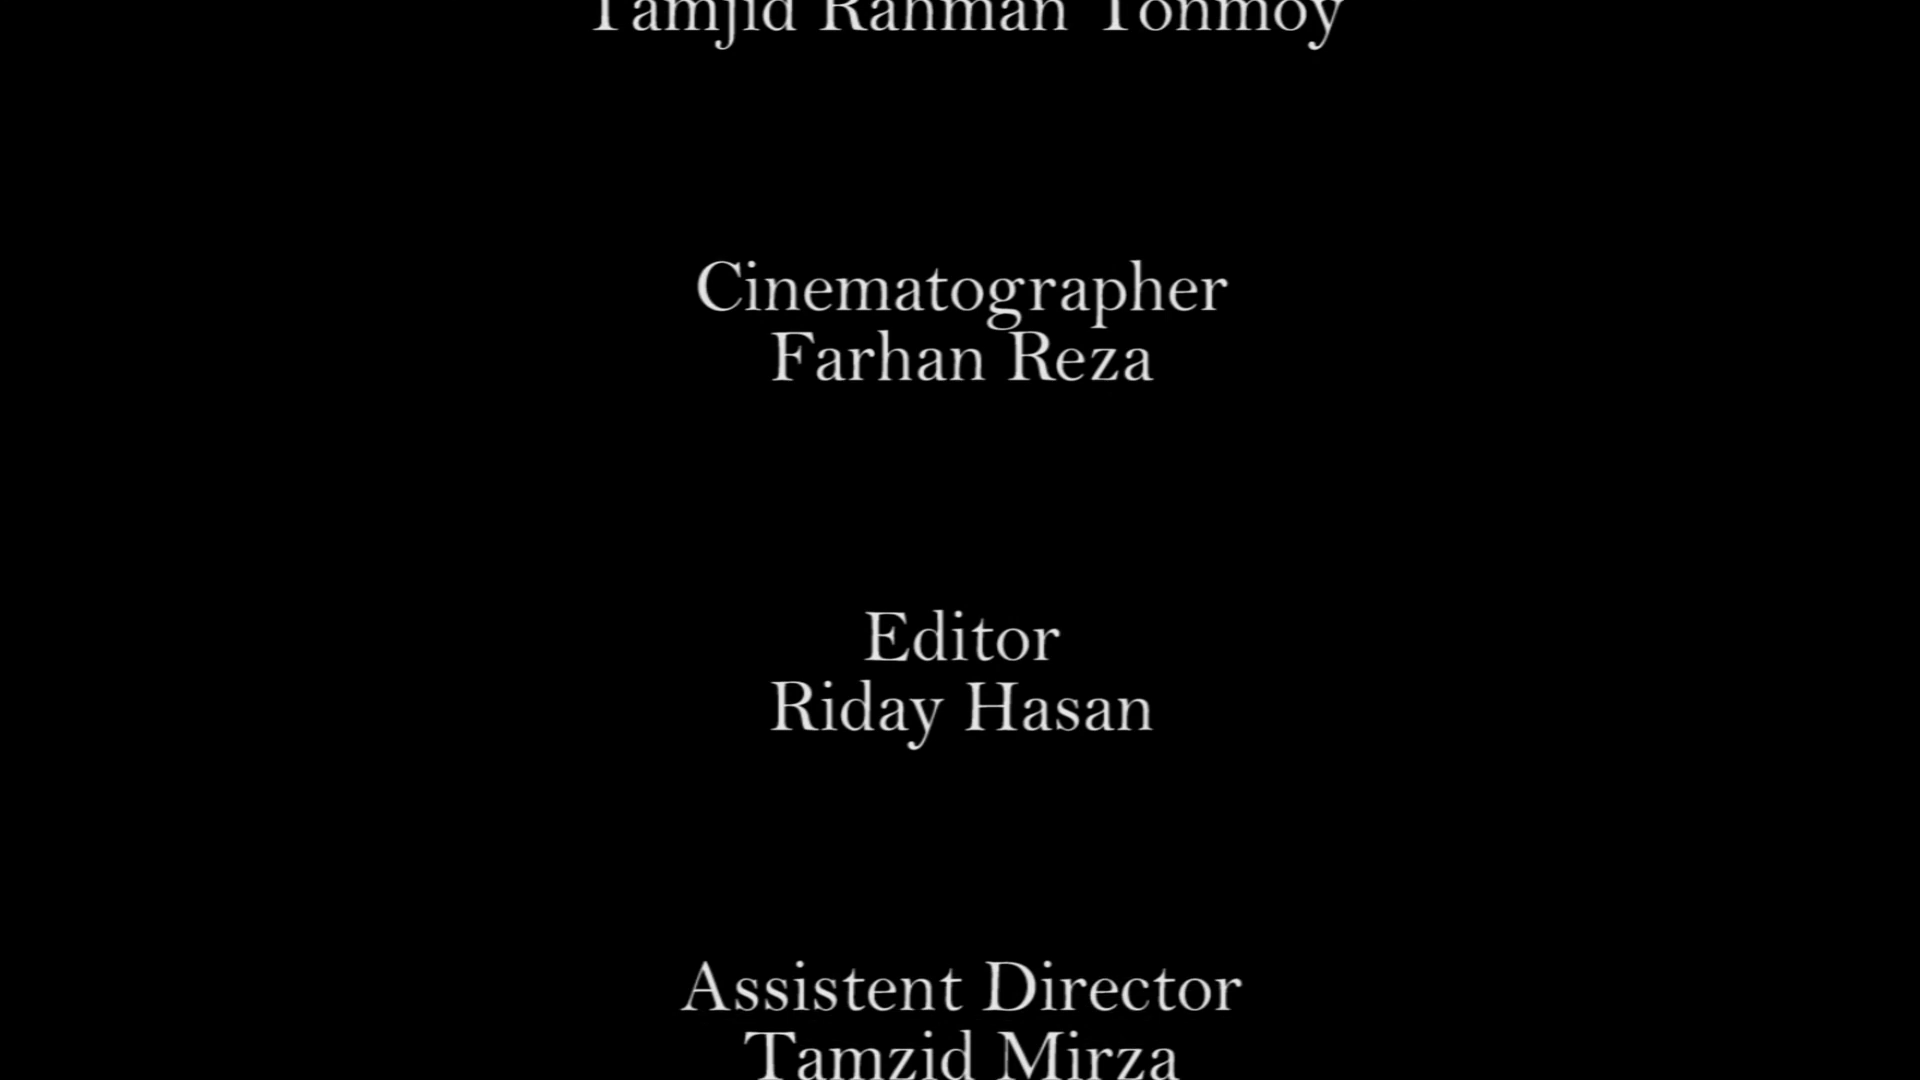 Tamjid Rahman Tonmoy
Cinematographer
Farhan Reza
Editor
Riday Hasan
Assistent Director
Tamzid Mirza